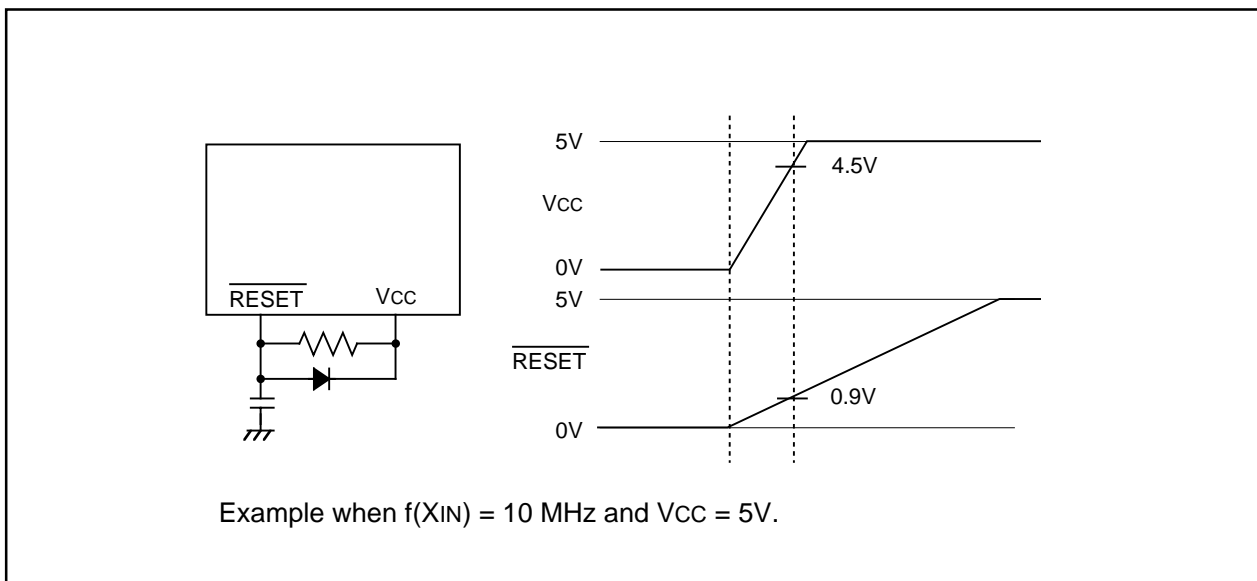 RESET
VCC
5V
4.5V
VCC
0V
5V
RESET
0.9V
0V
Example when f(XIN) = 10 MHz and VCC = 5V.